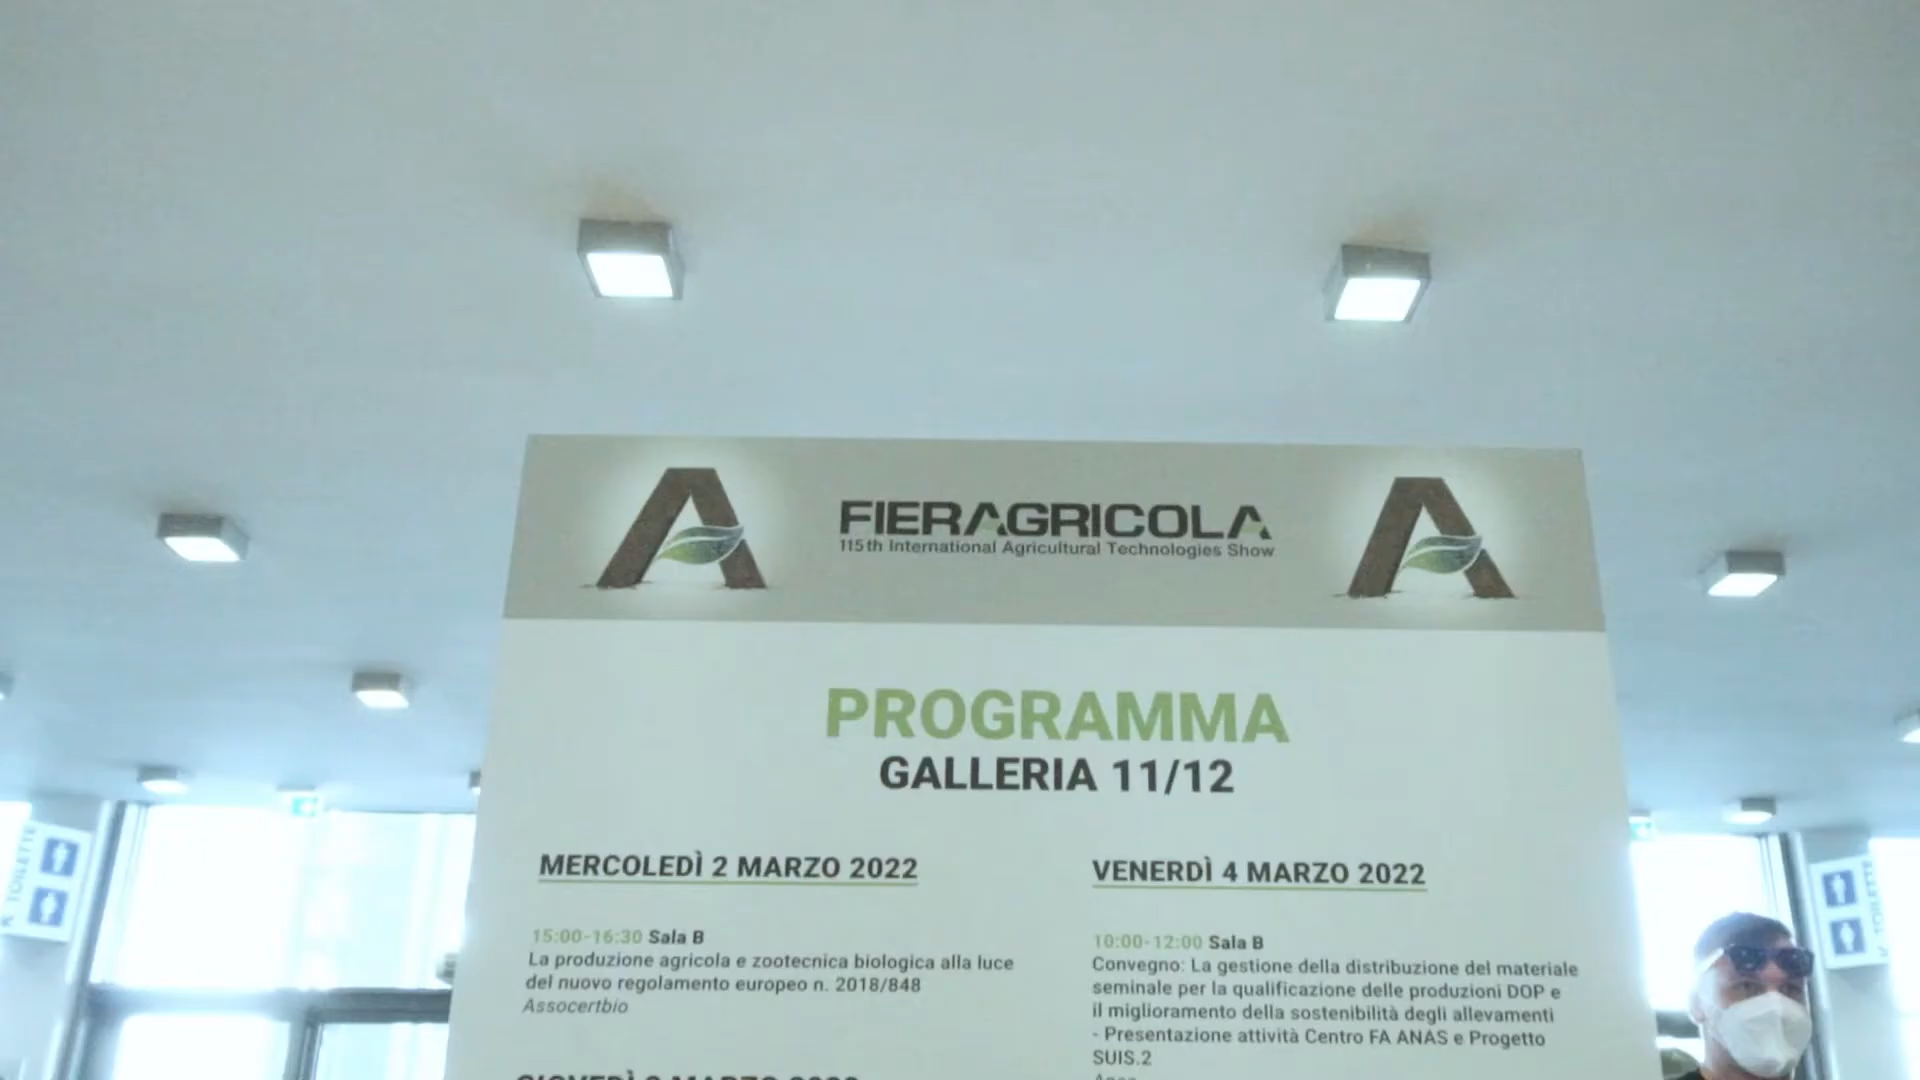 FIERAGRICOLA
115th International Agricultural Technologies Show
PROGRAMMA
GALLERIA 11/12
MERCOLEDÌ 2 MARZO 2022
15:00-16:30 Sala B
La produzione agricola e zootecnica biologica alla luce
del nuovo regolamento europeo n. 2018/848
Assocertbio
VENERDÌ 4 MARZO 2022
10:00-12:00 Sala B
Convegno: La gestione della distribuzione del materiale
seminale per la qualificazione delle produzioni DOP e
il miglioramento della sostenibilità degli allevamenti
- Presentazione attività Centro FA ANAS e Progetto
SUIS.2
TOILETTE
TOILETTE